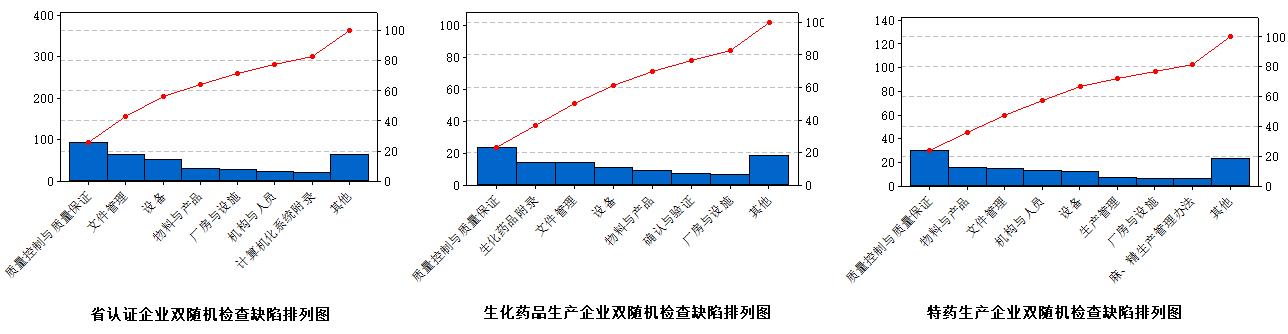 400
300
200
100
0
100
80
60
40
20
0
质量控制与质量保证
文件管理
设备
物料与产品
厂房与设施
机构与人员
计算机化系统附录
其他
省认证企业双随机检查缺陷排列图
100
80
60
40
20
0
100
80
60
40
20
0
质量控制与质量保证
生化药品附录
文件管理
设备
物料与产品
确认与验证
厂房与设施
其他
生化药品生产企业双随机检查缺陷排列图
140
120
100
80
60
40
20
0
100
80
60
40
20
0
质量控制与质量保证
物料与产品
文件管理
机构与人员
设备
生产管理
厂房与设施
麻、精生产管理办法
其他
特药生产企业双随机检查缺陷排列图